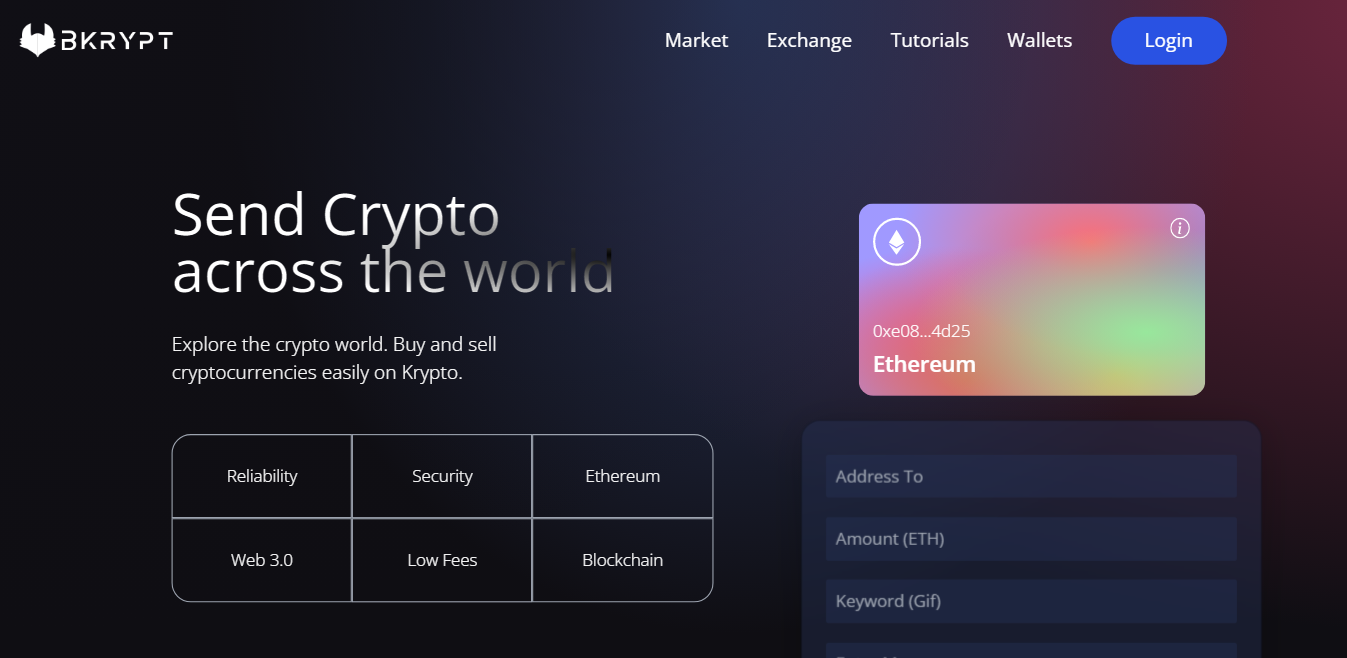 BKRYPT
Market
Exchange
Tutorials
Wallets
Login
Send Crypto
across the world
Explore the crypto world. Buy and sell
cryptocurrencies easily on Krypto.
Reliability
Security
Ethereum
Web 3.0
Low Fees
Blockchain
0xe08...4d25
Ethereum
Address To
Amount (ETH)
Keyword (Gif)